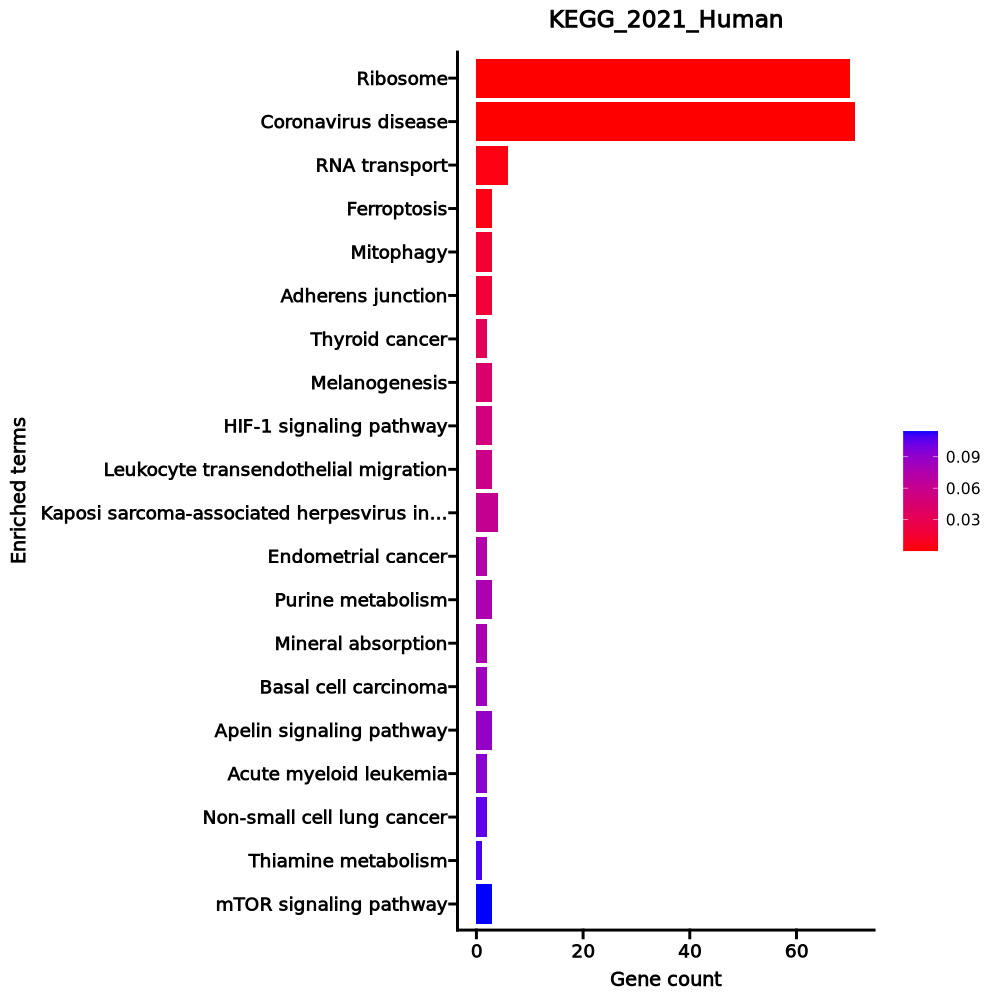 KEGG_2021_Human
Ribosome
Coronavirus disease
RNA transport
Ferroptosis
Mitophagy
Adherens junction
Thyroid cancer
Melanogenesis
HIF-1 signaling pathway
Leukocyte transendothelial migration
Kaposi sarcoma-associated herpesvirus in...
Endometrial cancer
Purine metabolism
Mineral absorption
Basal cell carcinoma
Apelin signaling pathway
Acute myeloid leukemia
Non-small cell lung cancer
Thiamine metabolism
mTOR signaling pathway
Enriched terms
0 20 40 60
Gene count
0.09
0.06
0.03